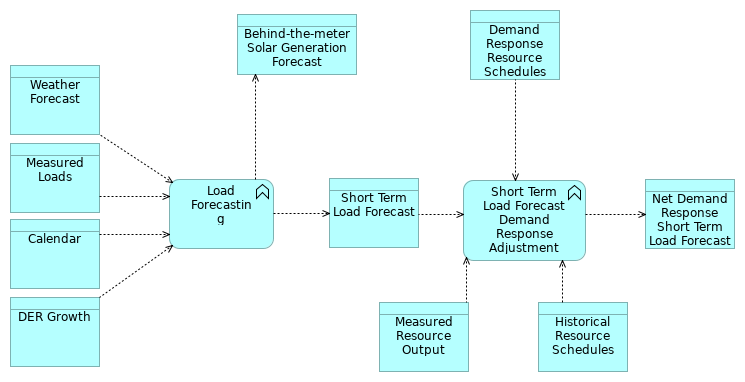 Behind-the-meter
Solar Generation
Forecast
Demand
Response
Resource
Schedules
Weather
Forecast
Measured
Loads
Calendar
DER Growth
Load
Forecastin
g
Short Term
Load Forecast
Short Term
Load Forecast
Demand
Response
Adjustment
Net Demand
Response
Short Term
Load Forecast
Measured
Resource
Output
Historical
Resource
Schedules